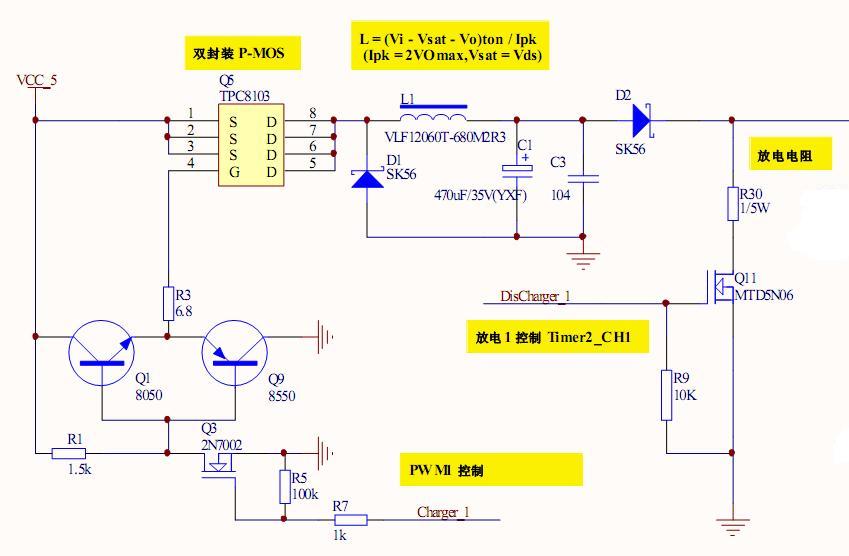 双封装 P-MOS
L = (Vi - Vsat - Vo)ton / Ipk
(Ipk = 2VOmax,Vsat = Vds)
VCC_5
Q5
TPC8103
1 S D 8
2 S D 7
3 S D 6
4 G D 5
L1
VLF12060T-680M2R3
D1
SK56
C1
+
470uF/35V(YXF)
C3
104
D2
SK56
放电电阻
R30
1/5W
Q11
MTD5N06
DisCharger_1
放电1 控制 Timer2_CH1
R3
6.8
Q1
8050
Q9
8550
R9
10K
R1
1.5k
Q3
2N7002
R5
100k
PWM1 控制
R7
1k
Charger_1